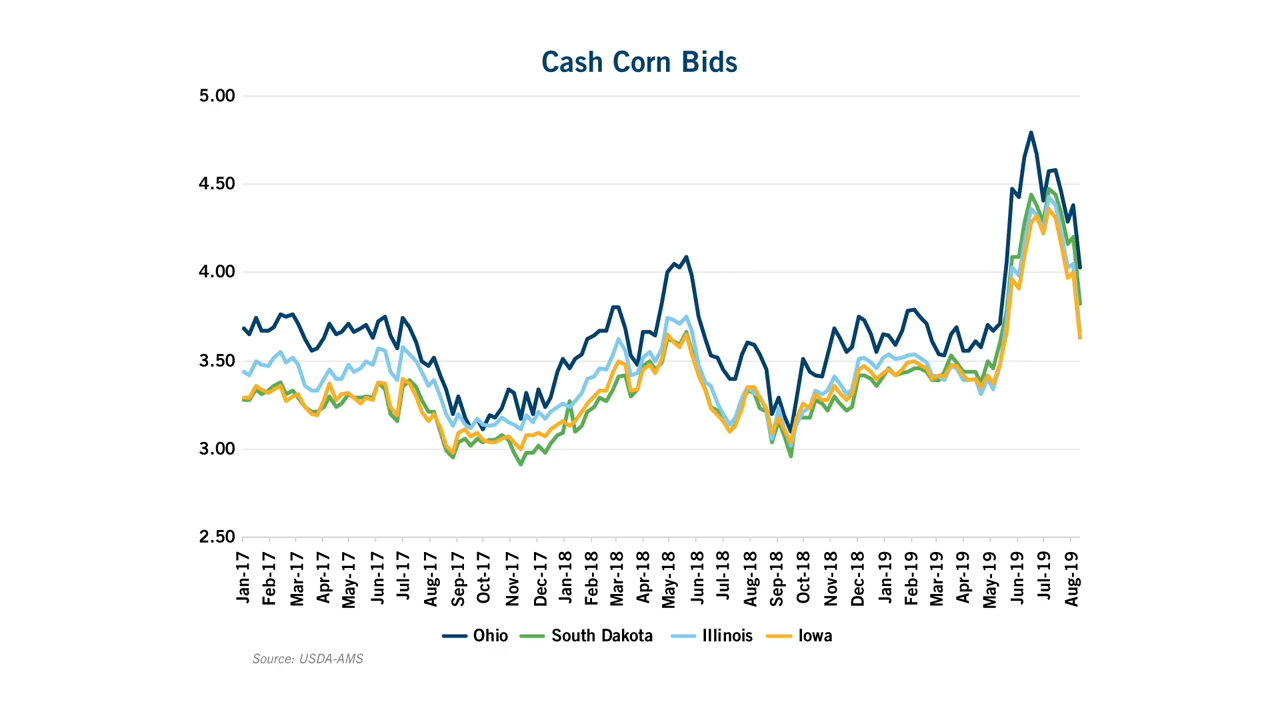 Cash Corn Bids
5.00
4.50
4.00
3.50
3.00
2.50
Jan-17 Feb-17 Mar-17 Apr-17 May-17 Jun-17 Jul-17 Aug-17 Sep-17 Oct-17 Nov-17 Dec-17 Jan-18 Feb-18 Mar-18 Apr-18 May-18 Jun-18 Jul-18 Aug-18 Sep-18 Oct-18 Nov-18 Dec-18 Jan-19 Feb-19 Mar-19 Apr-19 May-19 Jun-19 Jul-19 Aug-19
Ohio South Dakota Illinois Iowa
Source: USDA-AMS